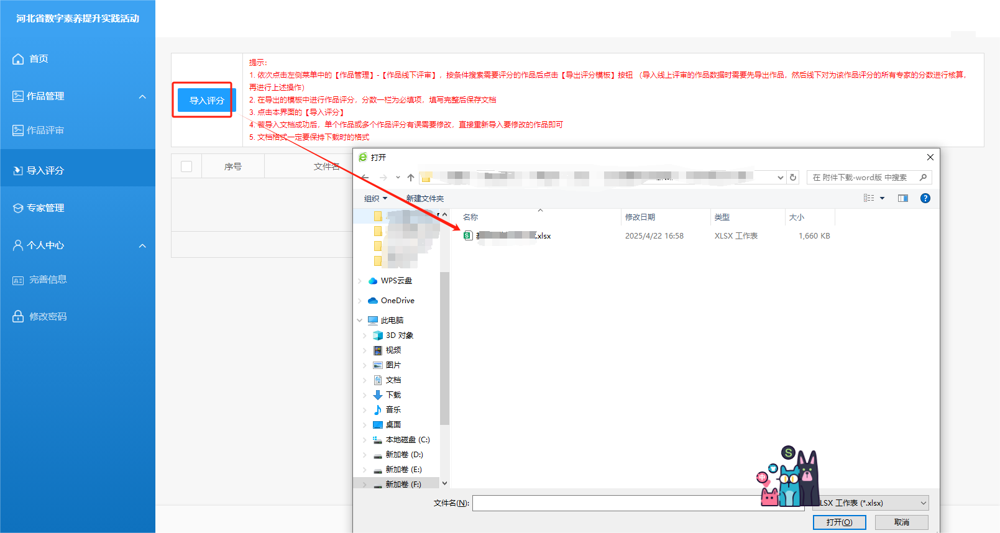 河北省数字素养提升实践活动
首页
作品管理
作品评审
导入评分
专家管理
个人中心
完善信息
修改密码
导入评分
提示：
1. 依次点击左侧菜单中的【作品管理】-【作品线下评审】，按条件搜索需要评分的作品后点击【导出评分模板】按钮 （导入线上评审的作品数据时需要先导出作品，然后线下对为该作品评分的所有专家的分数进行核算，
再进行上述操作）
2. 在导出的模板中进行作品评分，分数一栏为必填项，填写完整后保存文档
3. 点击本界面的【导入评分】
4. 若导入文档成功后，单个作品或多个作品评分有误需要修改，直接重新导入要修改的作品即可
5. 文档格式一定要保持下载时的格式
序号 文件名
打开
在 附件下载-word版 中搜索
组织 新建文件夹
名称 修改日期 类型 大小
.xlsx 2025/4/22 16:58 XLSX 工作表 1,660 KB
WPS云盘
OneDrive
此电脑
3D 对象
视频
图片
文档
下载
音乐
桌面
本地磁盘 (C:)
新加卷 (D:)
新加卷 (E:)
新加卷 (F:)
S
中
文件名(N): LSX 工作表 (*.xlsx)
打开(O) 取消